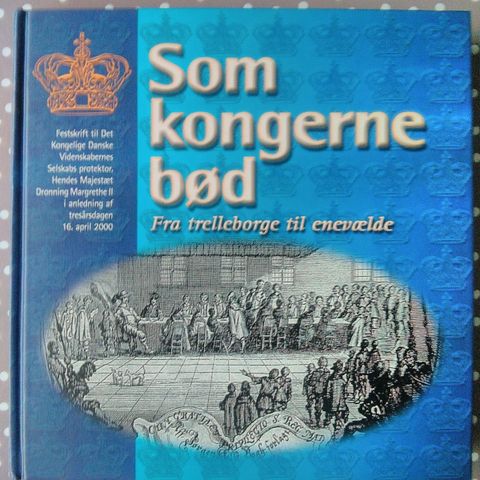 Som
kongerne
bød
Fra trelleborge til enevælde
Festskrift til Det
Kongelige Danske
Videnskabernes
Selskabs protektor,
Hendes Majestæt
Dronning Margrethe II
i anledning af
tresårsdagen
16. april 2000